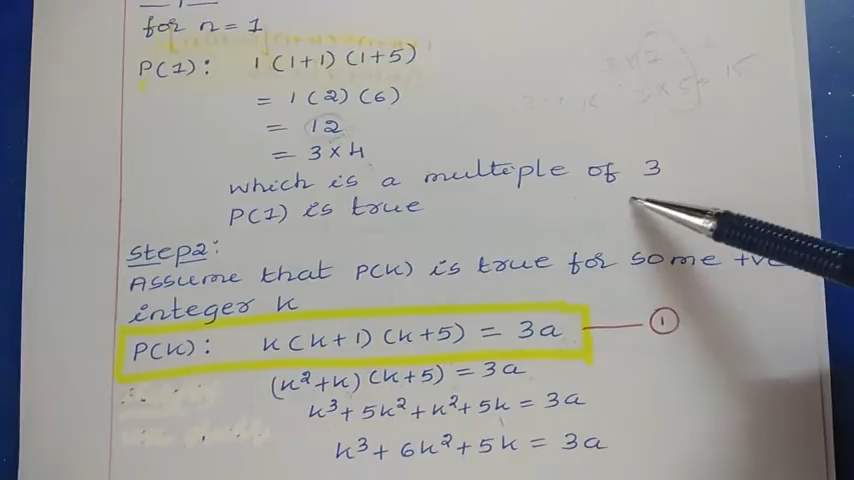 for n = 1
P(1): 1(1+1)(1+5)
= 1(2)(6)
= 12
= 3×4
which is a multiple of 3
P(1) is true
Step2:
Assume that P(K) is true for some +ve
integer K
P(K): K(K+1)(K+5) = 3a ——— ①
(K²+K)(K+5) = 3a
K³+5K²+K²+5K = 3a
K³+6K²+5K = 3a